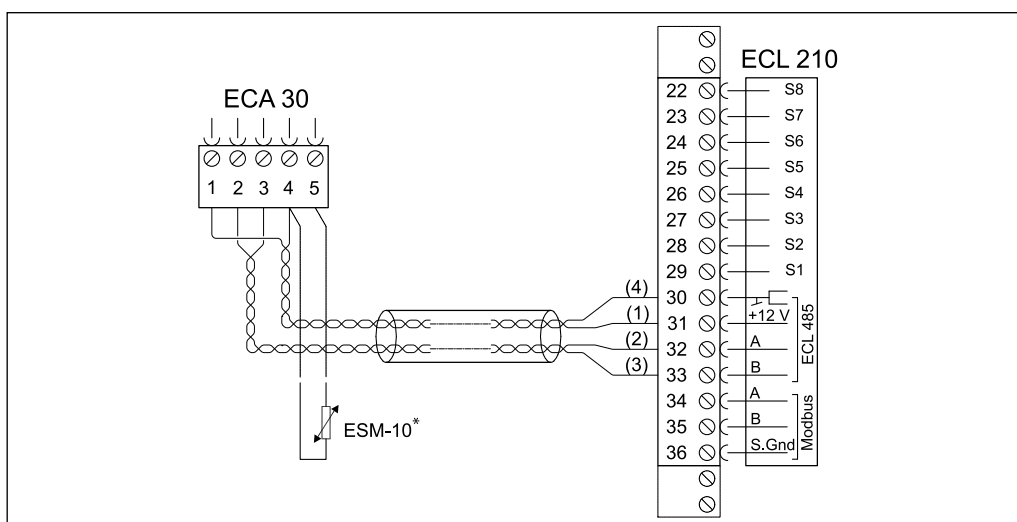 ECA 30
1 2 3 4 5
ESM-10*
(4)
(1)
(2)
(3)
ECL 210
22 S8
23 S7
24 S6
25 S5
26 S4
27 S3
28 S2
29 S1
30
31 +12 V
32 A
33 B
ECL 485
34 A
35 B
36 S.Gnd
Modbus